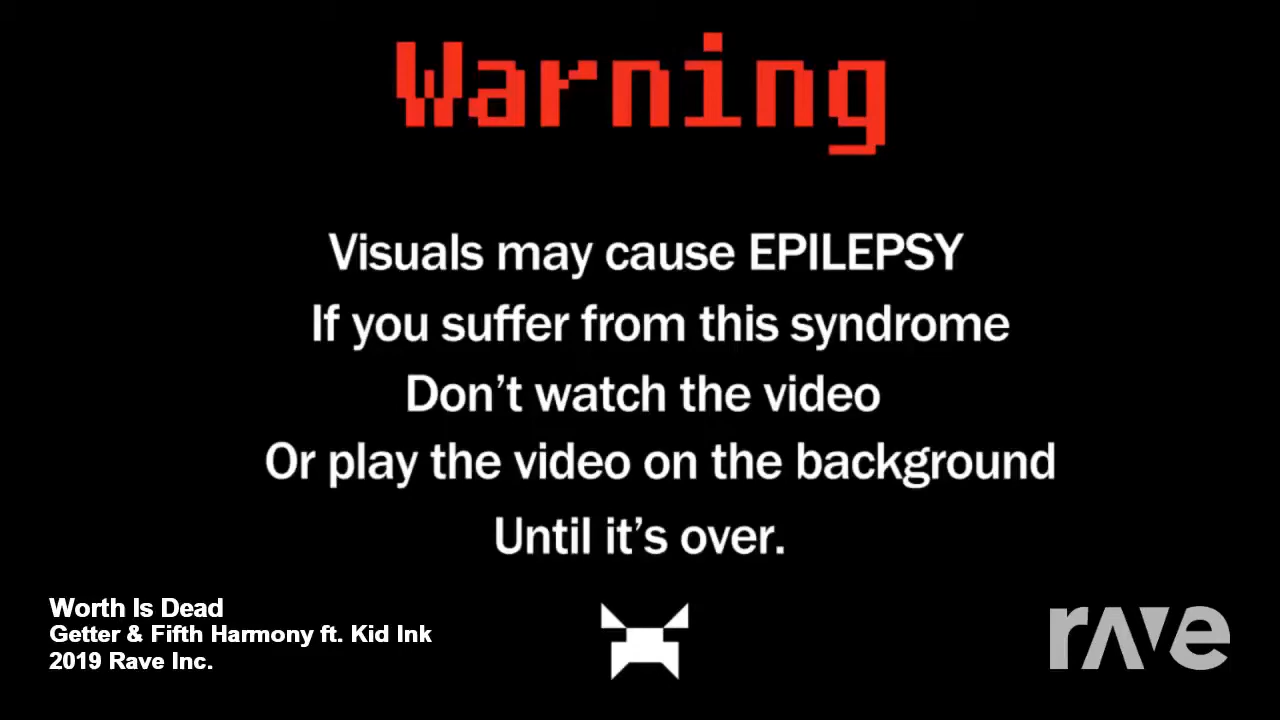 Warning
Visuals may cause EPILEPSY
If you suffer from this syndrome
Don't watch the video
Or play the video on the background
Until it's over.
Worth Is Dead
Getter & Fifth Harmony ft. Kid Ink
2019 Rave Inc.
rave